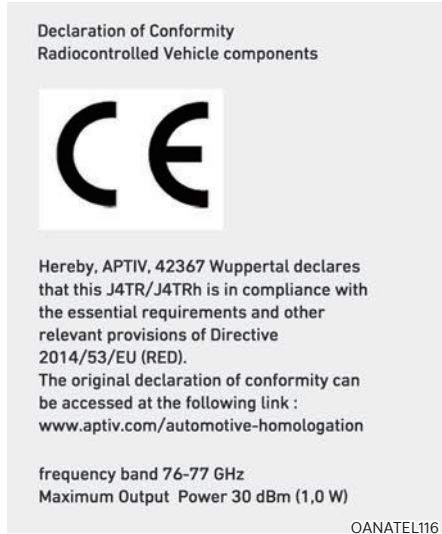 Declaration of Conformity
Radiocontrolled Vehicle components
CE
Hereby, APTIV, 42367 Wuppertal declares
that this J4TR/J4TRh is in compliance with
the essential requirements and other
relevant provisions of Directive
2014/53/EU (RED).
The original declaration of conformity can
be accessed at the following link :
www.aptiv.com/automotive-homologation
frequency band 76-77 GHz
Maximum Output  Power 30 dBm (1,0 W)
OANATEL116